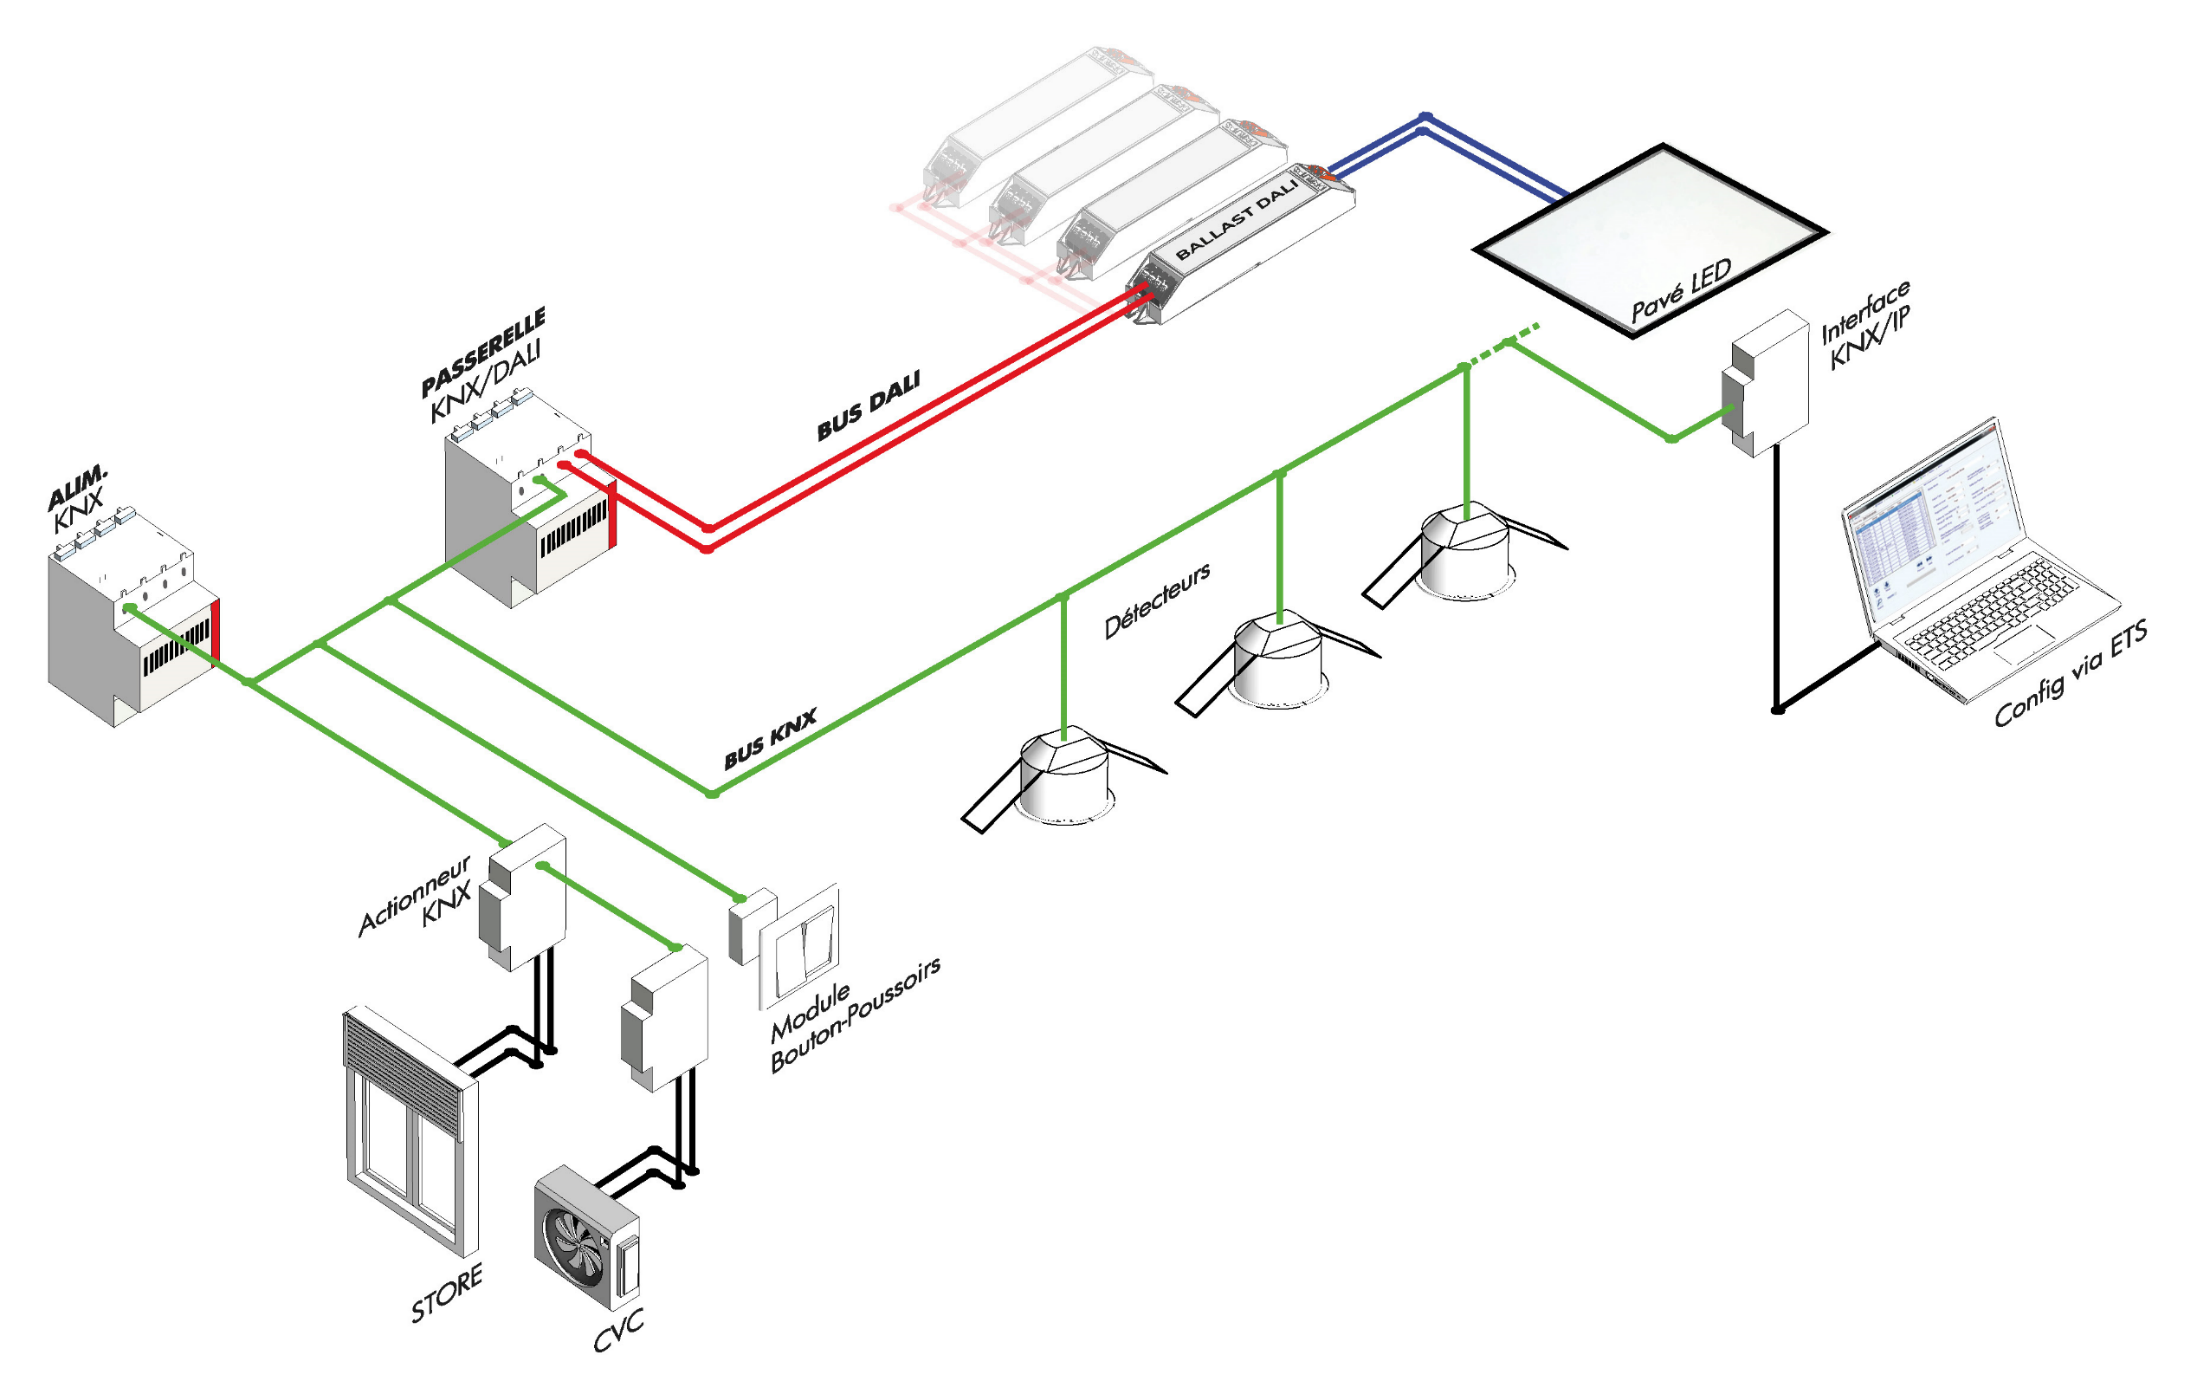 BALLAST DALI
Pavé LED
Interface
KNX/IP
PASSERELLE
KNX/DALI
BUS DALI
ALIM.
KNX
Détecteurs
Config via ETS
BUS KNX
Actionneur
KNX
Module
Bouton-Poussoirs
STORE
CVC